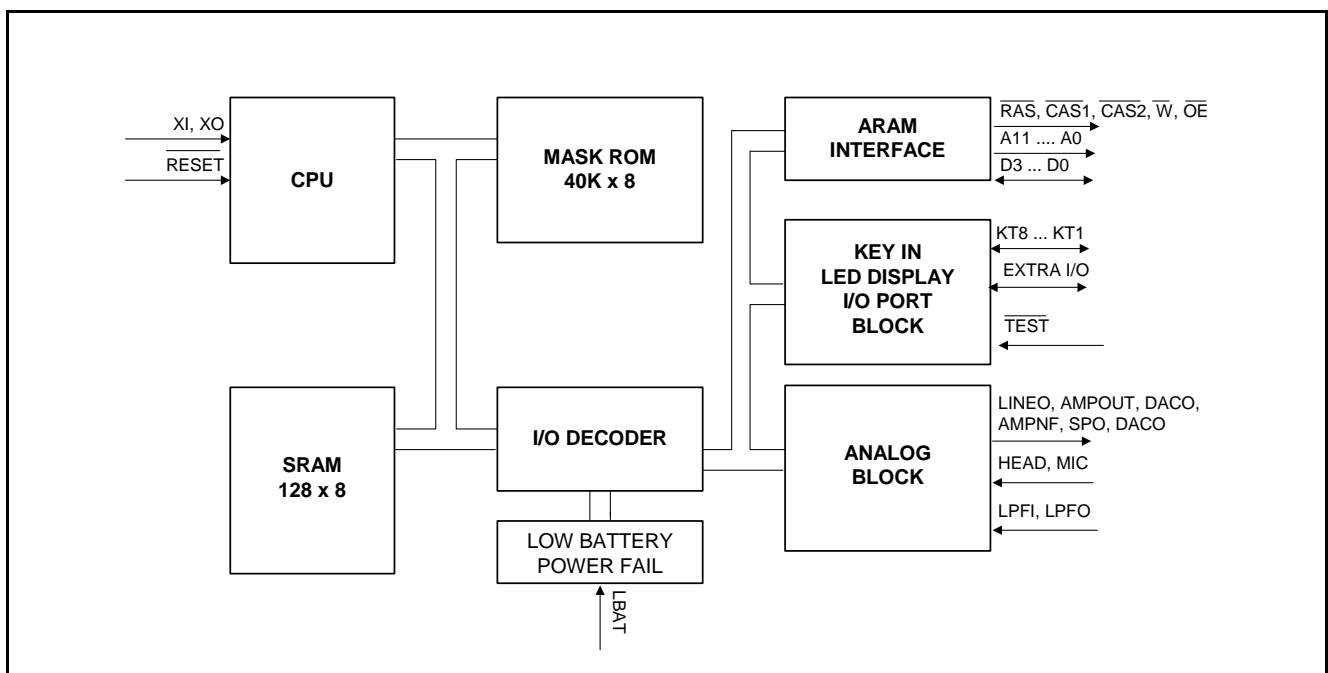 XI, XO
RESET
CPU
MASK ROM
40K x 8
SRAM
128 x 8
I/O DECODER
LOW BATTERY
POWER FAIL
LBAT
ARAM
INTERFACE
RAS, CAS1, CAS2, W, OE
A11 .... A0
D3 ... D0
KEY IN
LED DISPLAY
I/O PORT
BLOCK
KT8 ... KT1
EXTRA I/O
TEST
ANALOG
BLOCK
LINEO, AMPOUT, DACO,
AMPNF, SPO, DACO
HEAD, MIC
LPFI, LPFO